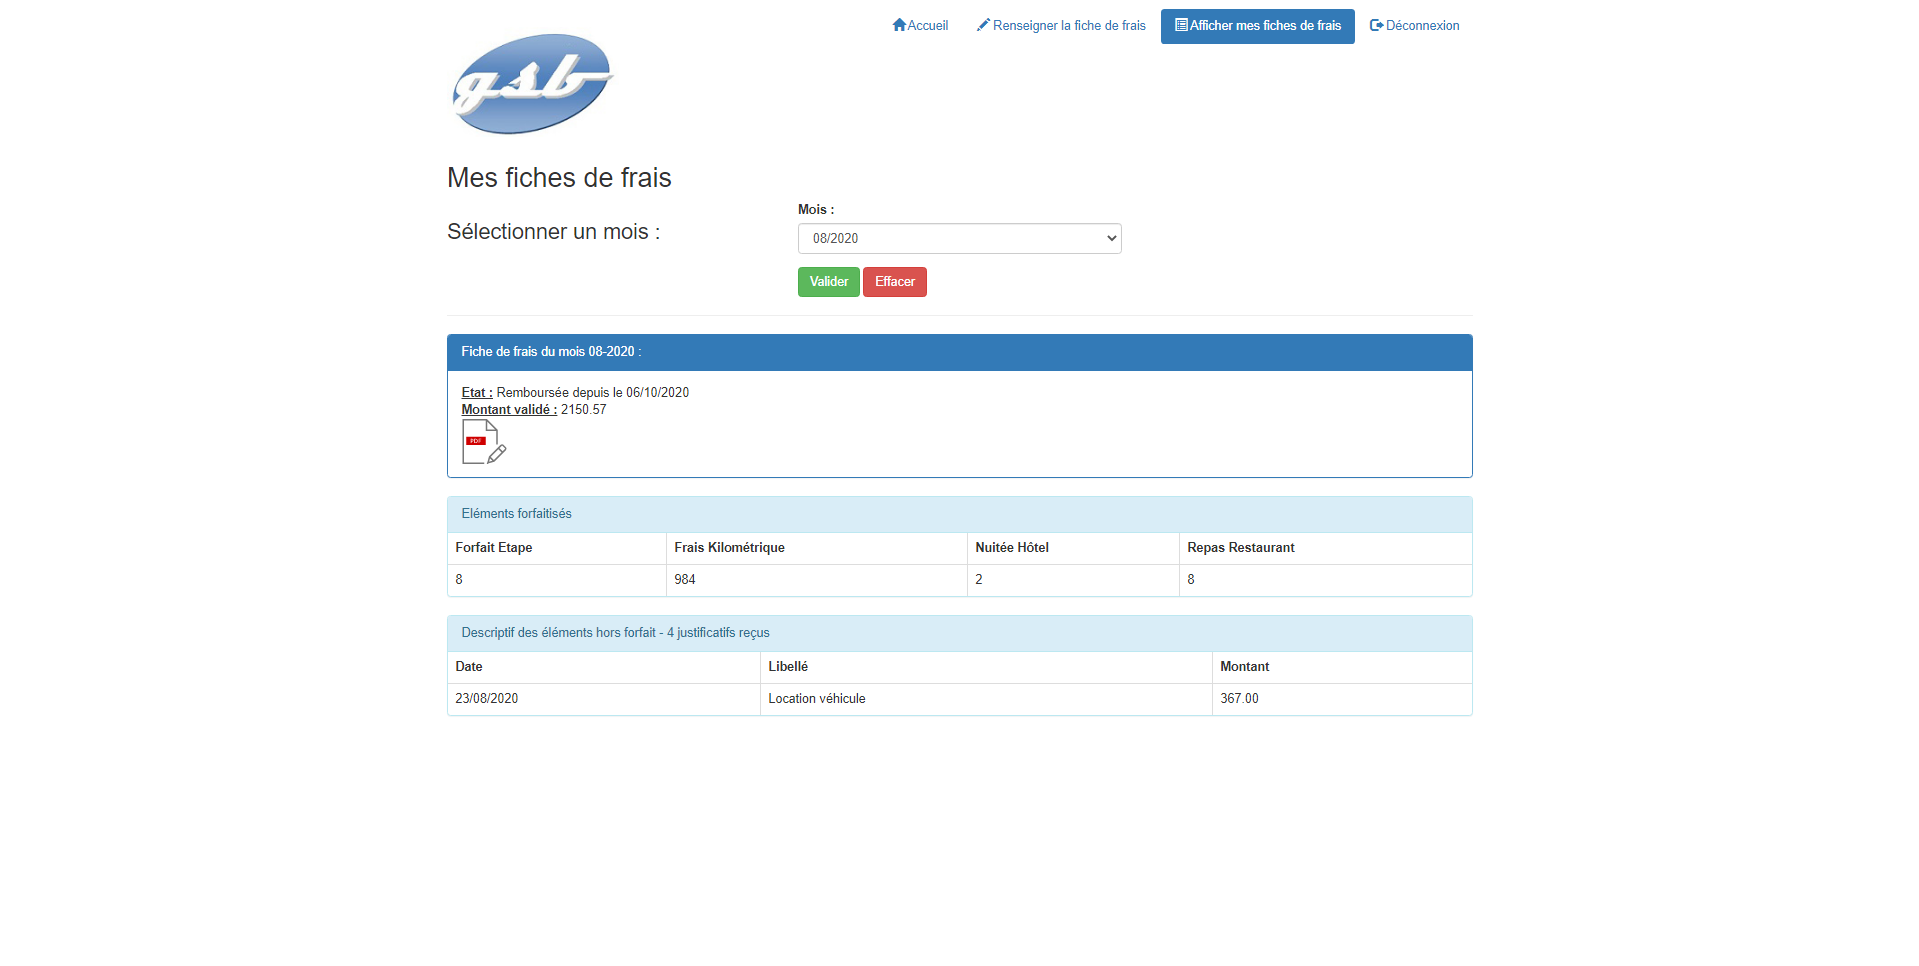 Accueil Renseigner la fiche de frais Afficher mes fiches de frais Déconnexion
gsb
Mes fiches de frais
Mois :
Sélectionner un mois :
08/2020
Valider Effacer
Fiche de frais du mois 08-2020 :
Etat : Remboursée depuis le 06/10/2020
Montant validé : 2150.57
PDF
Eléments forfaitisés
Forfait Etape Frais Kilométrique Nuitée Hôtel Repas Restaurant
8 984 2 8
Descriptif des éléments hors forfait - 4 justificatifs reçus
Date Libellé Montant
23/08/2020 Location véhicule 367.00